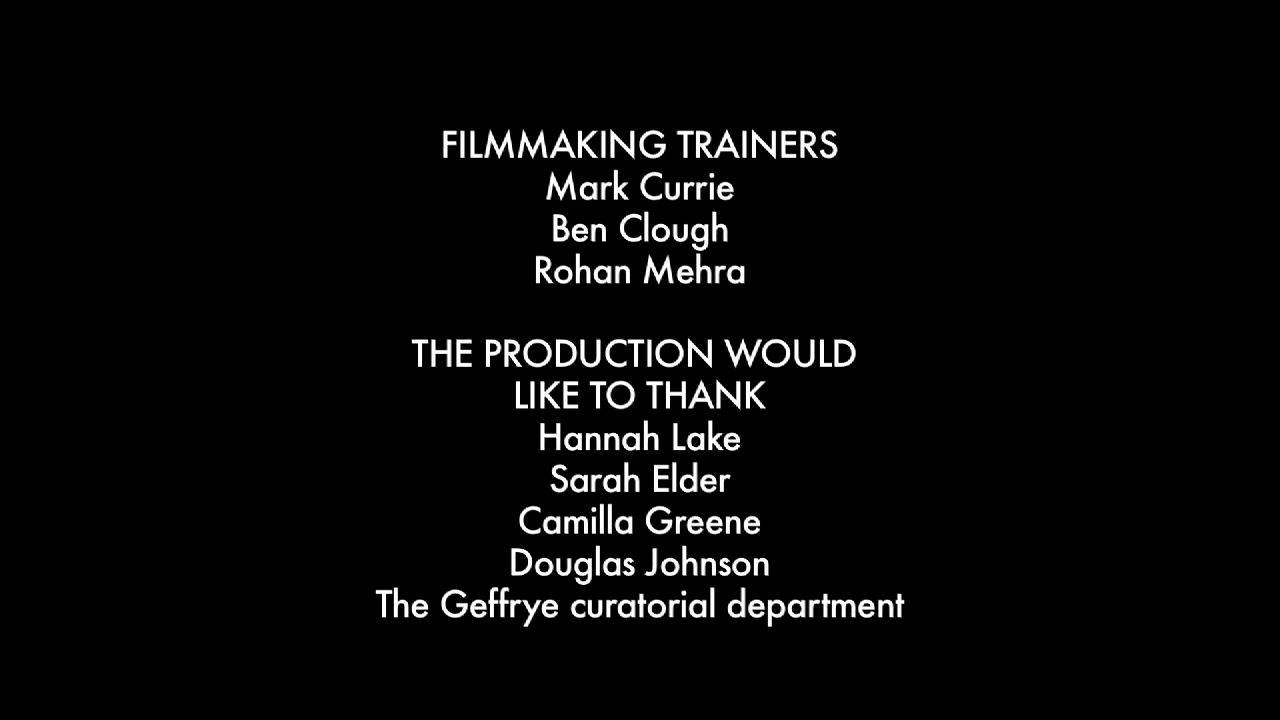 FILMMAKING TRAINERS
Mark Currie
Ben Clough
Rohan Mehra
THE PRODUCTION WOULD
LIKE TO THANK
Hannah Lake
Sarah Elder
Camilla Greene
Douglas Johnson
The Geffrye curatorial department